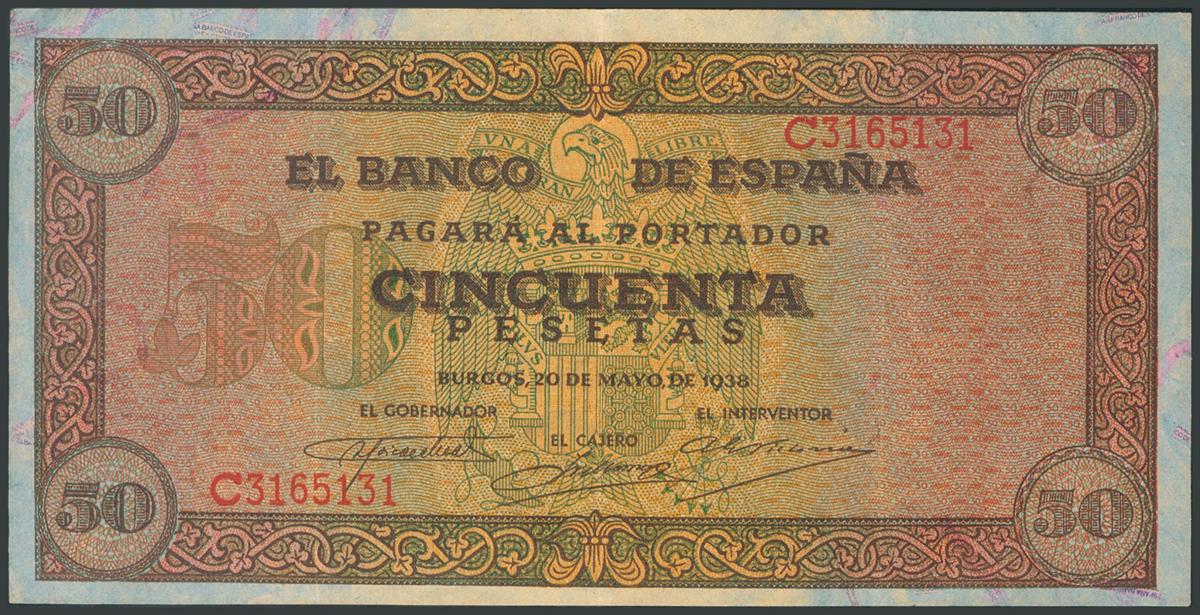 50
50
UNA
LIBRE
C3165131
EL BANCO DE ESPAÑA
PAGARÁ AL PORTADOR
50
CINCUENTA
PESETAS
BURGOS, 20 DE MAYO, DE 1938
EL GOBERNADOR
EL INTERVENTOR
EL CAJERO
C3165131
50
50